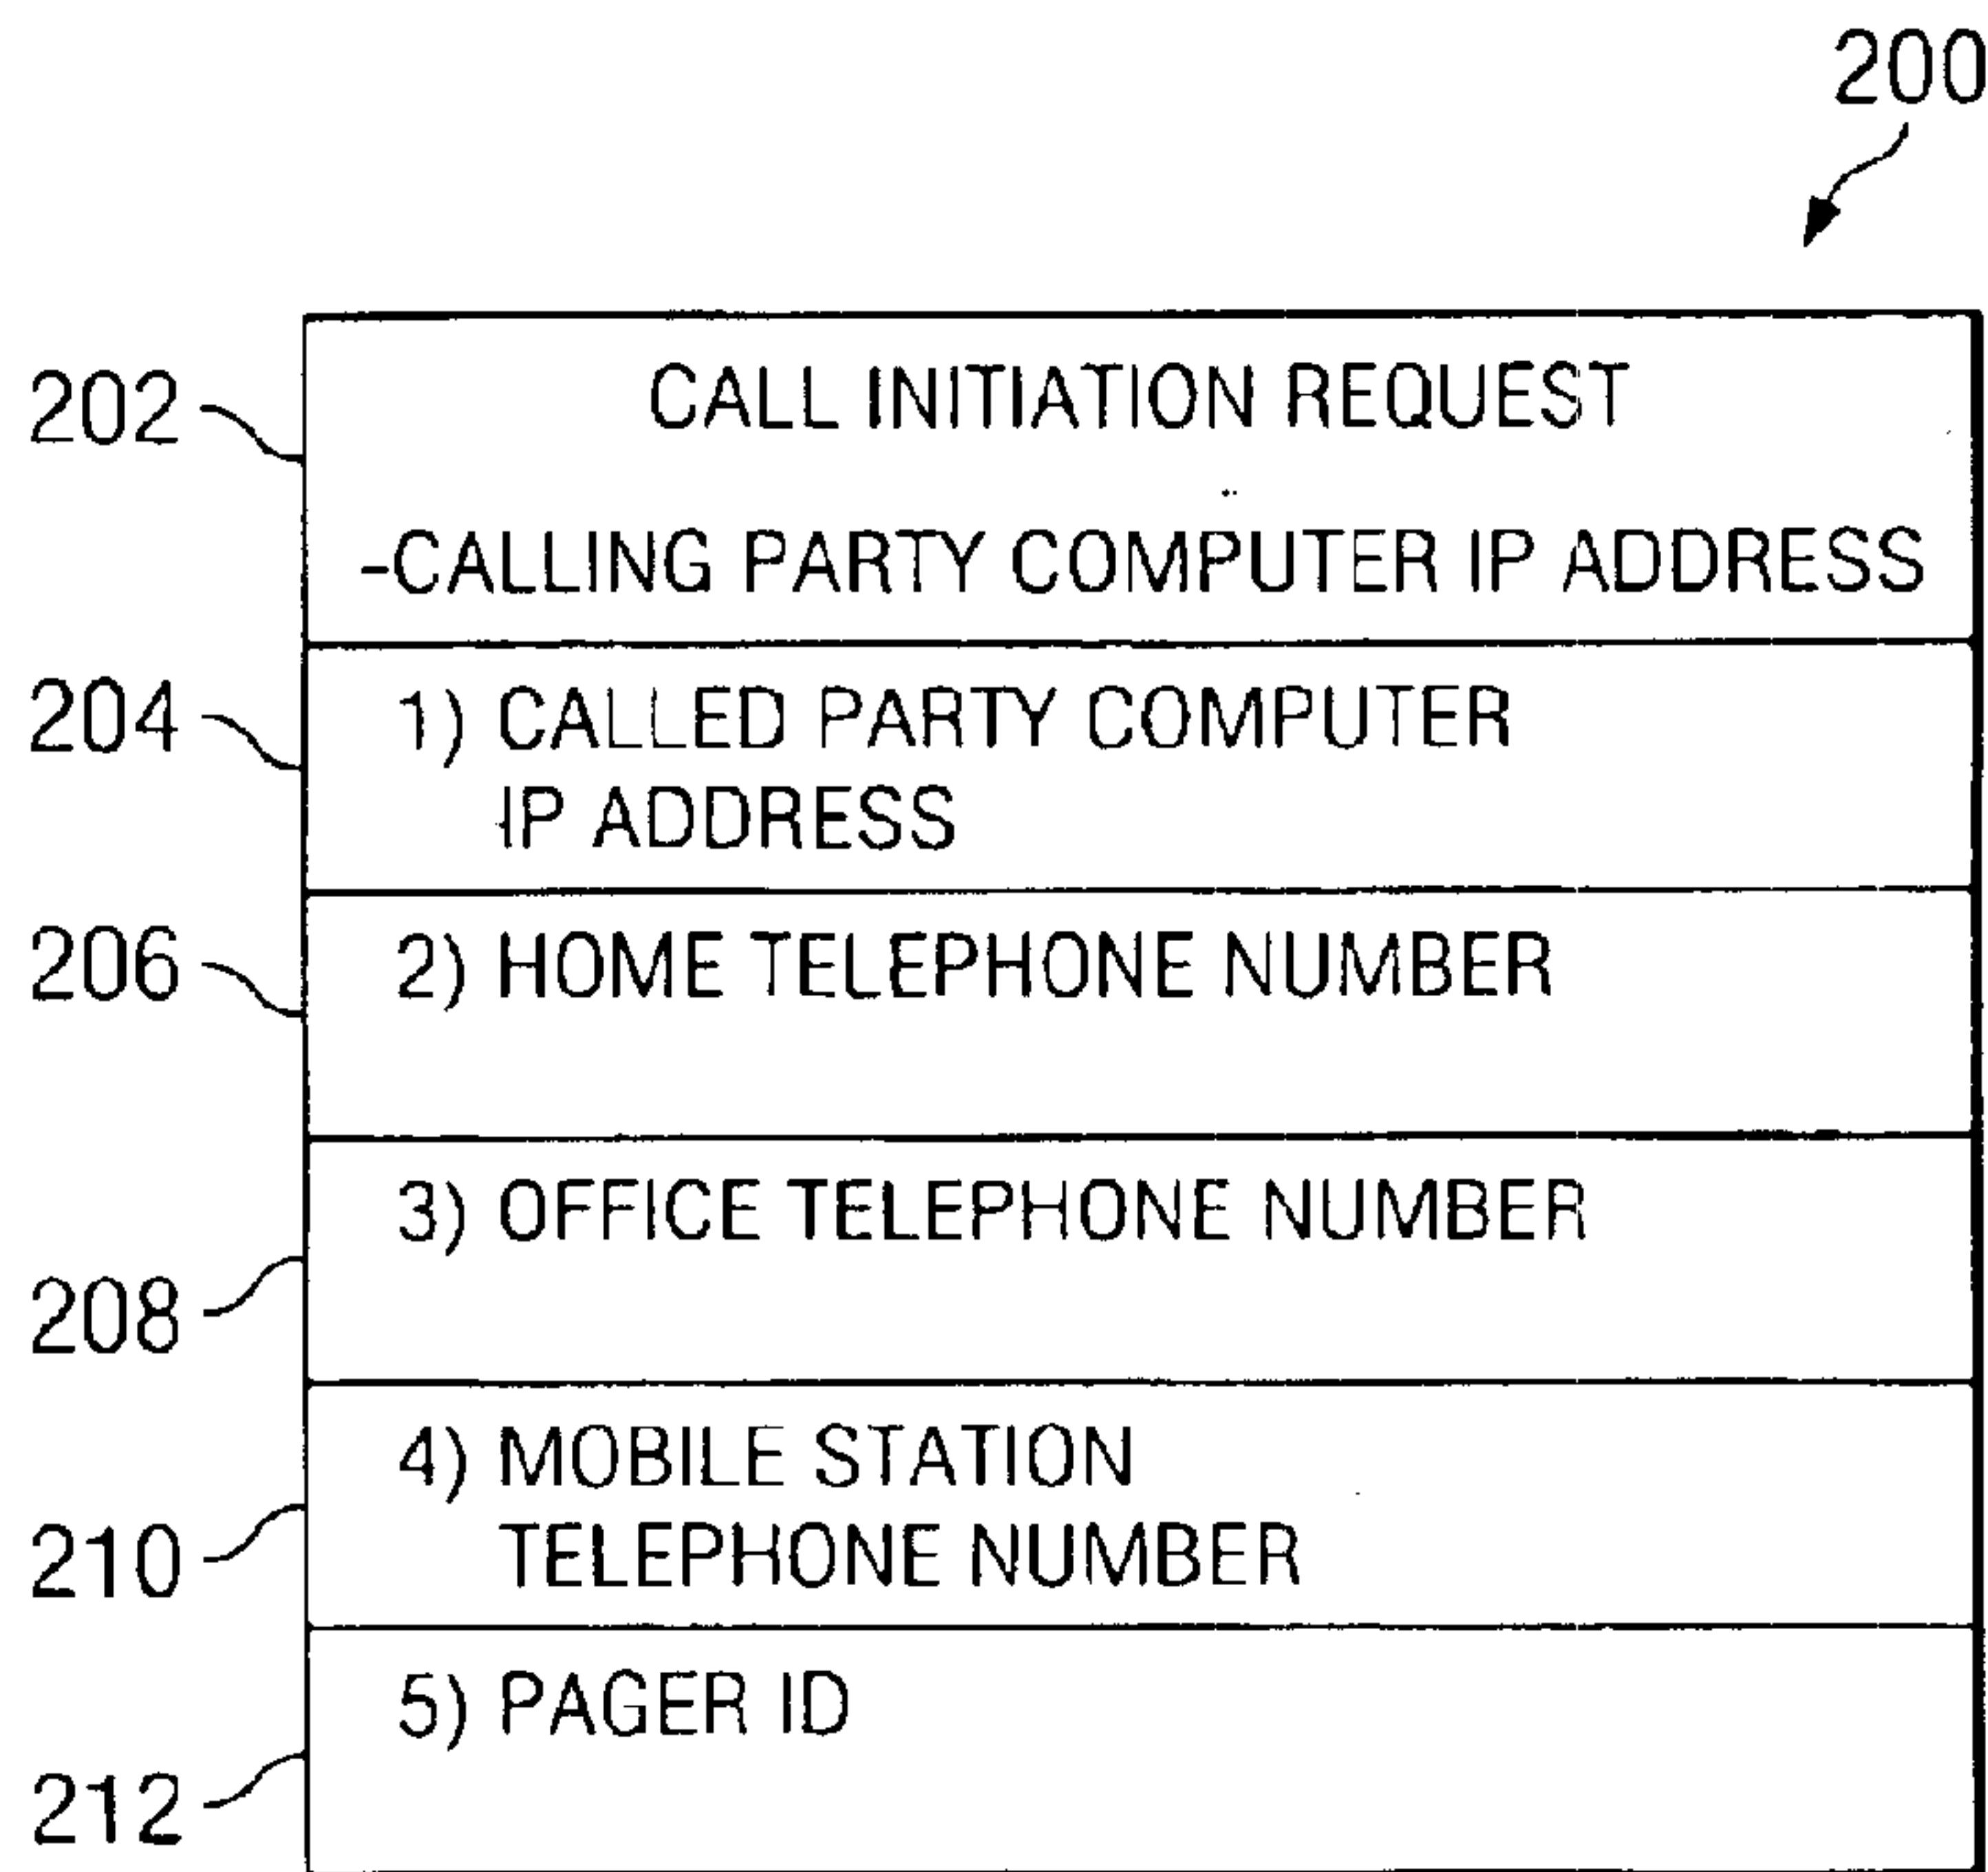 200
202
CALL INITIATION REQUEST
-CALLING PARTY COMPUTER IP ADDRESS
204
1) CALLED PARTY COMPUTER
IP ADDRESS
206
2) HOME TELEPHONE NUMBER
3) OFFICE TELEPHONE NUMBER
208
4) MOBILE STATION
TELEPHONE NUMBER
210
5) PAGER ID
212